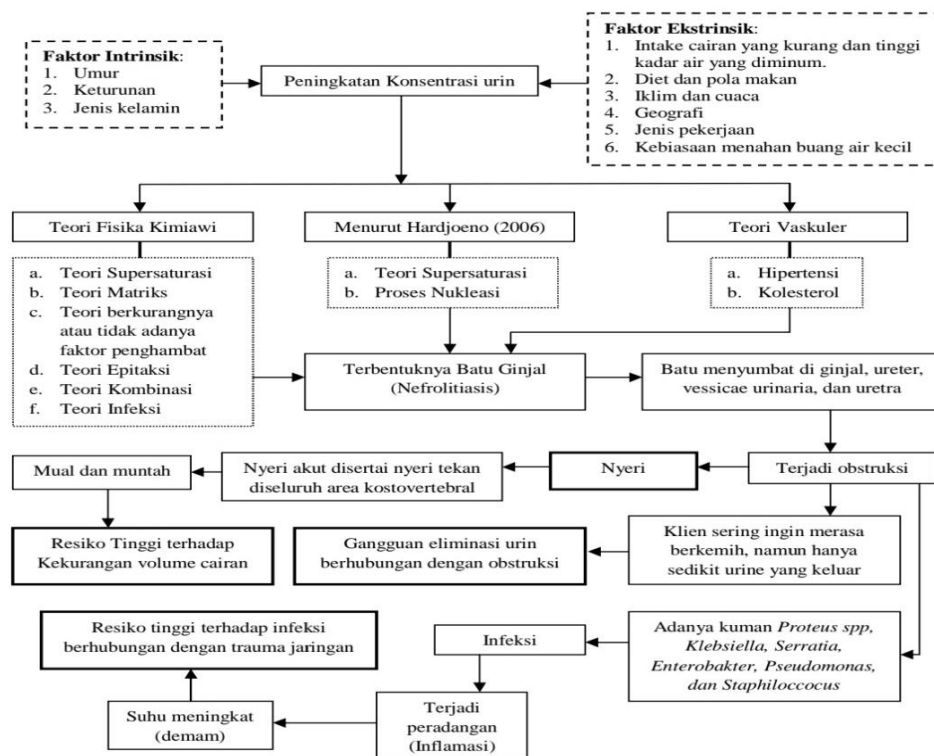 Faktor Intrinsik:
1. Umur
2. Keturunan
3. Jenis kelamin
Peningkatan Konsentrasi urin
Faktor Ekstrinsik:
1. Intake cairan yang kurang dan tinggi
kadar air yang diminum.
2. Diet dan pola makan
3. Iklim dan cuaca
4. Geografi
5. Jenis pekerjaan
6. Kebiasaan menahan buang air kecil
Teori Fisika Kimiawi
Menurut Hardjoeno (2006)
Teori Vaskuler
a. Teori Supersaturasi
b. Teori Matriks
c. Teori berkurangnya
atau tidak adanya
faktor penghambat
d. Teori Epitaksi
e. Teori Kombinasi
f. Teori Infeksi
a. Teori Supersaturasi
b. Proses Nukleasi
a. Hipertensi
b. Kolesterol
Terbentuknya Batu Ginjal
(Nefrolitiasis)
Batu menyumbat di ginjal, ureter,
vessicae urinaria, dan uretra
Mual dan muntah
Nyeri akut disertai nyeri tekan
diseluruh area kostovertebral
Nyeri
Terjadi obstruksi
Resiko Tinggi terhadap
Kekurangan volume cairan
Gangguan eliminasi urin
berhubungan dengan obstruksi
Klien sering ingin merasa
berkemih, namun hanya
sedikit urine yang keluar
Resiko tinggi terhadap infeksi
berhubungan dengan trauma jaringan
Infeksi
Adanya kuman Proteus spp,
Klebsiella, Serratia,
Enterobakter, Pseudomonas,
dan Staphiloccocus
Suhu meningkat
(demam)
Terjadi
peradangan
(Inflamasi)